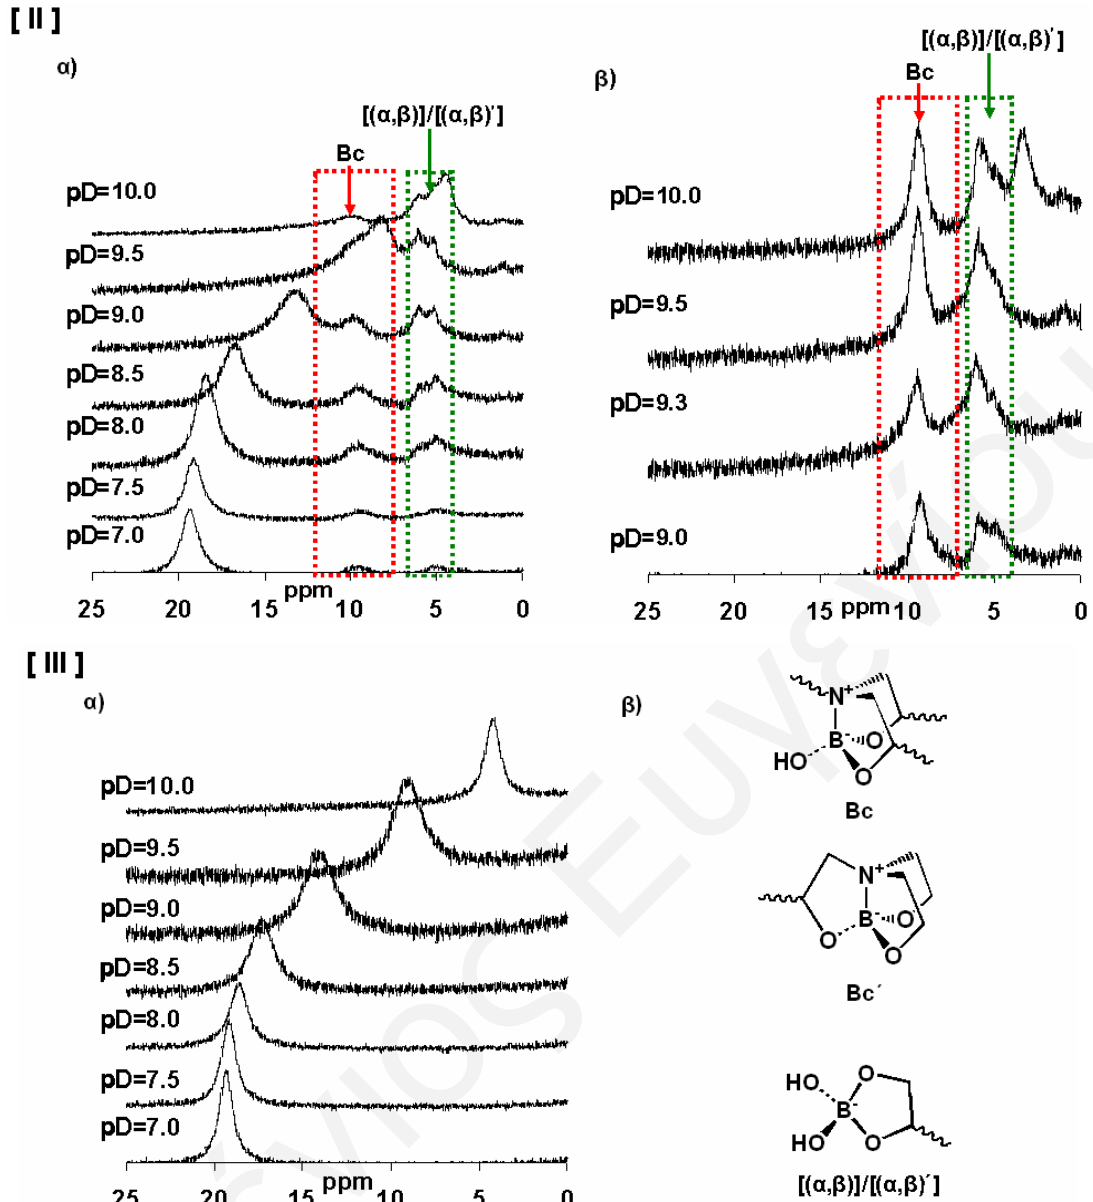 [ II ]
α)
[(α,β)]/[(α,β)']
Bc
pD=10.0
pD=9.5
pD=9.0
pD=8.5
pD=8.0
pD=7.5
pD=7.0
25 20 15 ppm 10 5 0
β)
[(α,β)]/[(α,β)']
Bc
pD=10.0
pD=9.5
pD=9.3
pD=9.0
25 20 15 ppm 10 5 0
[ III ]
α)
pD=10.0
pD=9.5
pD=9.0
pD=8.5
pD=8.0
pD=7.5
pD=7.0
25 20 15 ppm 10 5 0
β)
N+
B-
O
HO
O
Bc
N+
B-
O
O
O
Bc´
HO
O
B-
HO
O
[(α,β)]/[(α,β)´]
νιος Ευγενίου